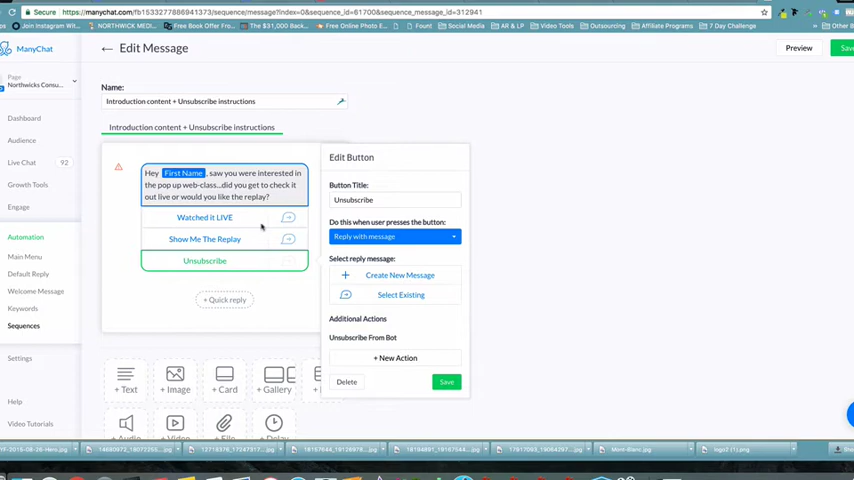 Secure https://manychat.com/fb1533277886941373/sequence/message?index=0&sequence_id=61700&sequence_message_id=312941
Join Instagram Wit... NORTHWICK MEDI... Free Book Offer Fro... The $31,000 Back... Free Online Photo E... Fount Social Media AR & LP Video Tools Outsourcing Affiliate Programs 7 Day Challenge Other B
ManyChat
← Edit Message
Preview
Save
Page
Northwicks Consu...
Dashboard
Audience
Live Chat 92
Growth Tools
Engage
Automation
Main Menu
Default Reply
Welcome Message
Keywords
Sequences
Settings
Help
Video Tutorials
Name:
Introduction content + Unsubscribe instructions
Introduction content + Unsubscribe instructions
Hey First Name , saw you were interested in
the pop up web-class...did you get to check it
out live or would you like the replay?
Watched it LIVE
Show Me The Replay
Unsubscribe
+ Quick reply
+ Text + Image + Card + Gallery
+ Audio + Video + File + Delay
Edit Button
Button Title:
Unsubscribe
Do this when user presses the button:
Reply with message
Select reply message:
+ Create New Message
Select Existing
Additional Actions
Unsubscribe From Bot
+ New Action
Delete
Save
Mont-Blanc.jpg logo2 (1).png